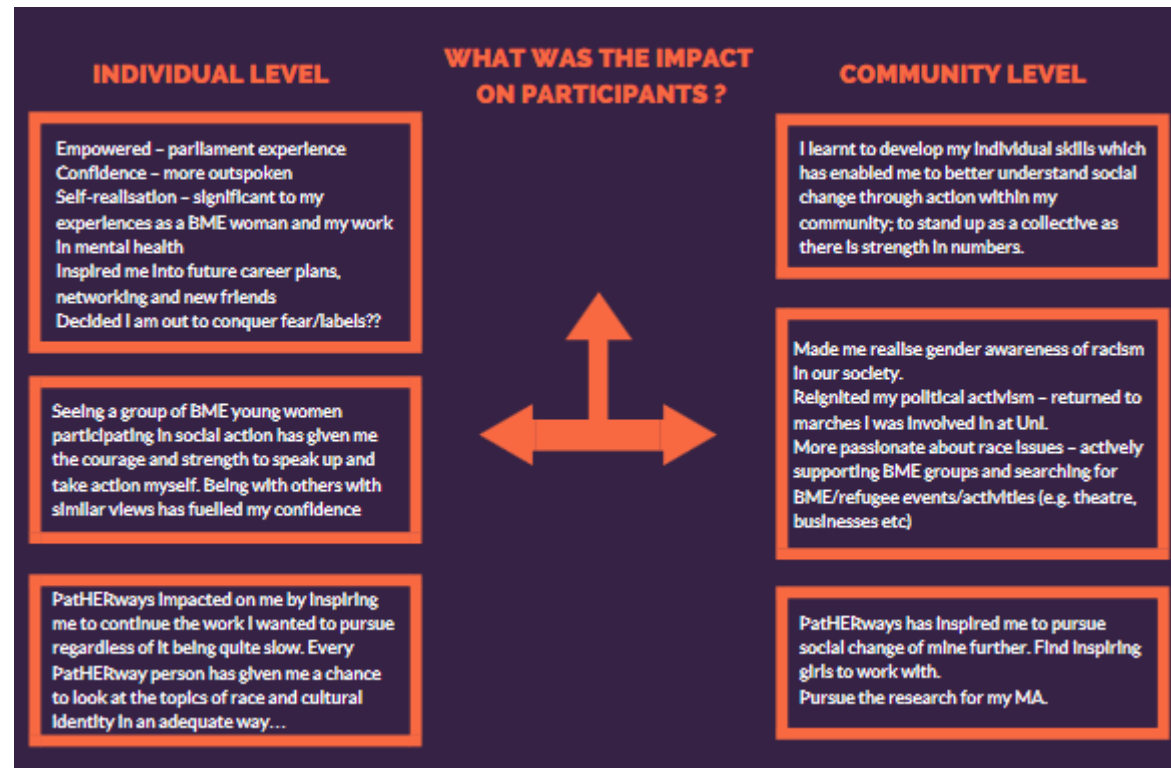 WHAT WAS THE IMPACT
ON PARTICIPANTS ?
INDIVIDUAL LEVEL
Empowered – parliament experience
Confidence – more outspoken
Self-realisation – significant to my
experiences as a BME woman and my work
in mental health
Inspired me into future career plans,
networking and new friends
Decided I am out to conquer fear/labels??
Seeing a group of BME young women
participating in social action has given me
the courage and strength to speak up and
take action myself. Being with others with
similar views has fuelled my confidence
PatHERways impacted on me by inspiring
me to continue the work I wanted to pursue
regardless of it being quite slow. Every
PatHERway person has given me a chance
to look at the topics of race and cultural
identity in an adequate way...
COMMUNITY LEVEL
I learnt to develop my individual skills which
has enabled me to better understand social
change through action within my
community; to stand up as a collective as
there is strength in numbers.
Made me realise gender awareness of racism
in our society.
Reignited my political activism – returned to
marches I was involved in at Uni.
More passionate about race issues – actively
supporting BME groups and searching for
BME/refugee events/activities (e.g. theatre,
businesses etc)
PatHERways has inspired me to pursue
social change of mine further. Find inspiring
girls to work with.
Pursue the research for my MA.